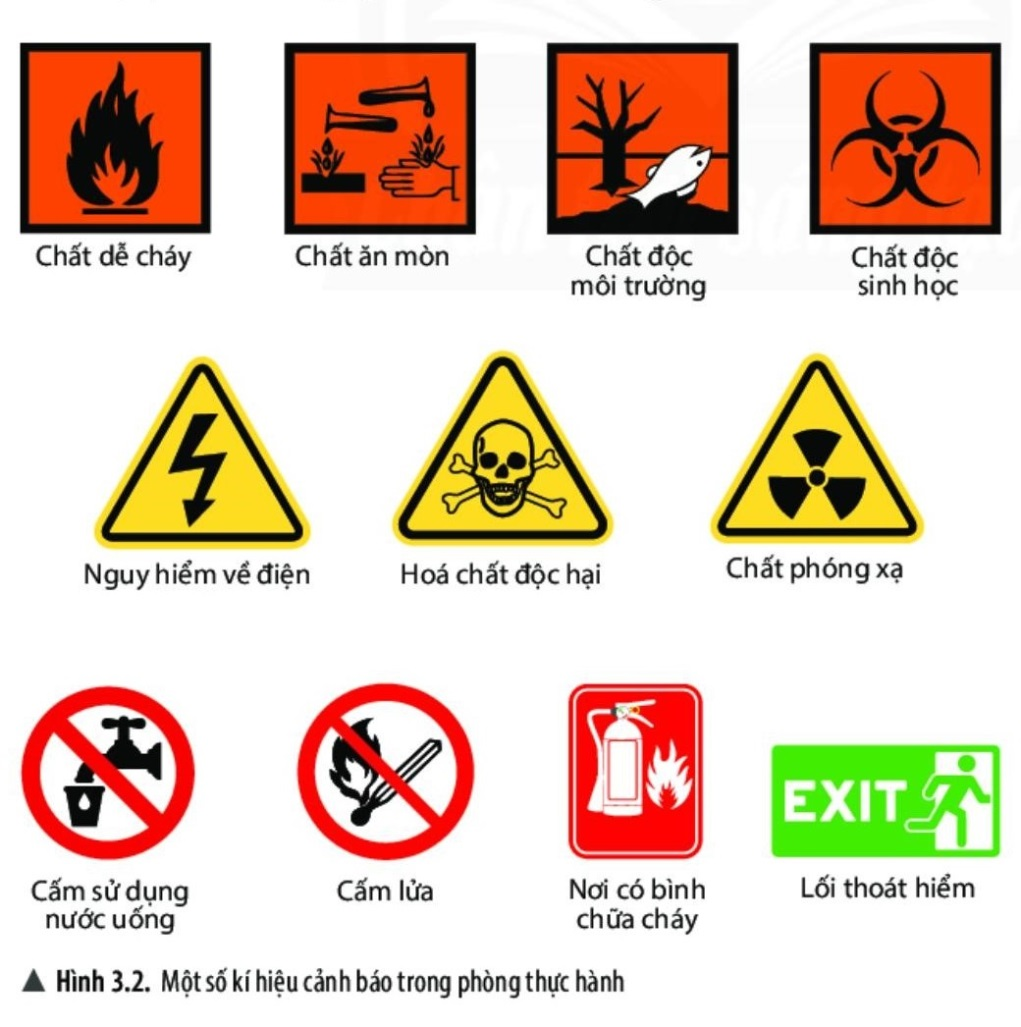 Chất dễ cháy
Chất ăn mòn
Chất độc
môi trường
Chất độc
sinh học
Nguy hiểm về điện
Hoá chất độc hại
Chất phóng xạ
EXIT
Cấm sử dụng
nước uống
Cấm lửa
Nơi có bình
chữa cháy
Lối thoát hiểm
▲ Hình 3.2. Một số kí hiệu cảnh báo trong phòng thực hành